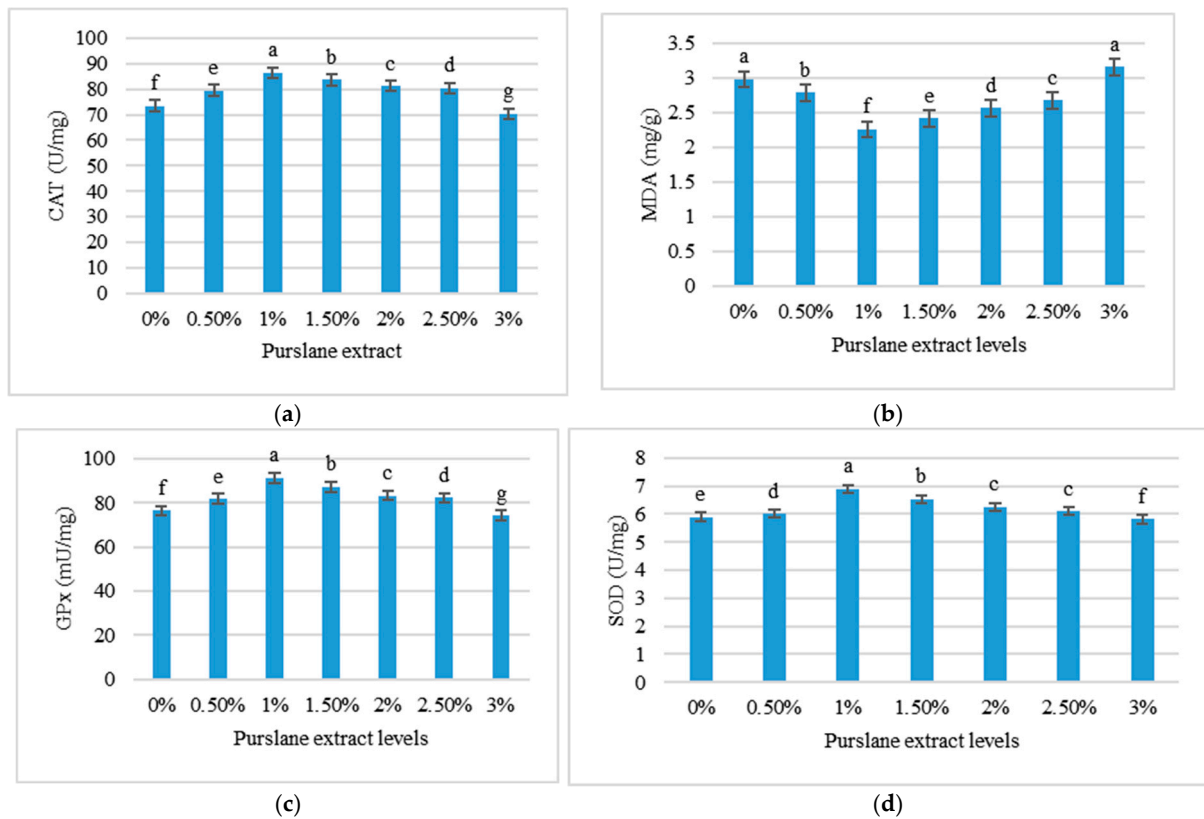 100
90
80
70
60
50
40
30
20
10
0
CAT (U/mg)
f e a b c d g
0% 0.50% 1% 1.50% 2% 2.50% 3%
Purslane extract
(a)
3.5
3
2.5
2
1.5
1
0.5
0
MDA (mg/g)
a b f e d c a
0% 0.50% 1% 1.50% 2% 2.50% 3%
Purslane extract levels
(b)
100
80
60
40
20
0
GPx (mU/mg)
f e a b c d g
0% 0.50% 1% 1.50% 2% 2.50% 3%
Purslane extract levels
(c)
8
7
6
5
4
3
2
1
0
SOD (U/mg)
e d a b c c f
0% 0.50% 1% 1.50% 2% 2.50% 3%
Purslane extract levels
(d)